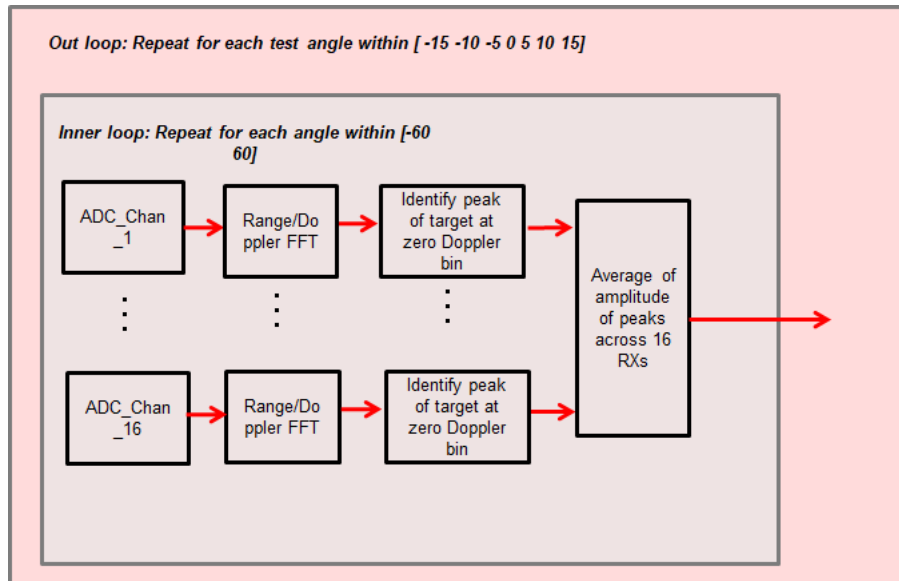 Out loop: Repeat for each test angle within [ -15 -10 -5 0 5 10 15]
Inner loop: Repeat for each angle within [-60
60]
ADC_Chan
_1
Range/Do
ppler FFT
Identify peak
of target at
zero Doppler
bin
Average of
amplitude
of peaks
across 16
RXs
ADC_Chan
_16
Range/Do
ppler FFT
Identify peak
of target at
zero Doppler
bin